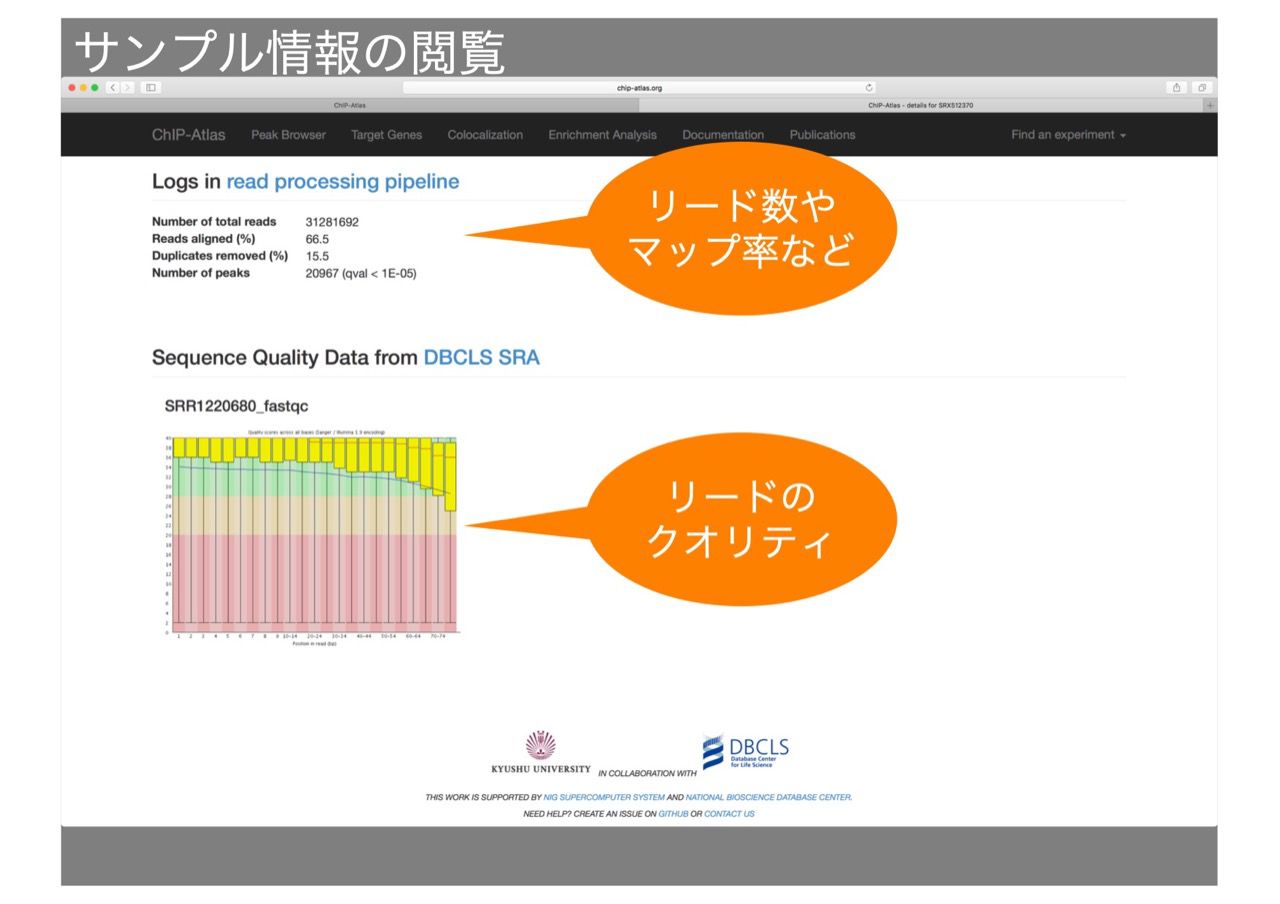 サンプル情報の閲覧
chip-atlas.org
ChIP-Atlas
ChIP-Atlas - details for SRX512370
ChIP-Atlas Peak Browser Target Genes Colocalization Enrichment Analysis Documentation Publications Find an experiment
Logs in read processing pipeline
Number of total reads 31281692
Reads aligned (%) 66.5
Duplicates removed (%) 15.5
Number of peaks 20967 (qval < 1E-05)
リード数や
マップ率など
Sequence Quality Data from DBCLS SRA
SRR1220680_fastqc
Quality scores across all bases (Sanger / Illumina 1.9 encoding)
40
38
36
34
32
30
28
26
24
22
20
18
16
14
12
10
8
6
4
2
0
1 2 3 4 5 6 7 8 9 10-14 20-24 30-34 40-44 50-54 60-64 70-74
Position in read (bp)
リードの
クオリティ
KYUSHU UNIVERSITY IN COLLABORATION WITH
DBCLS
Database Center
for Life Science
THIS WORK IS SUPPORTED BY NIG SUPERCOMPUTER SYSTEM AND NATIONAL BIOSCIENCE DATABASE CENTER.
NEED HELP? CREATE AN ISSUE ON GITHUB OR CONTACT US